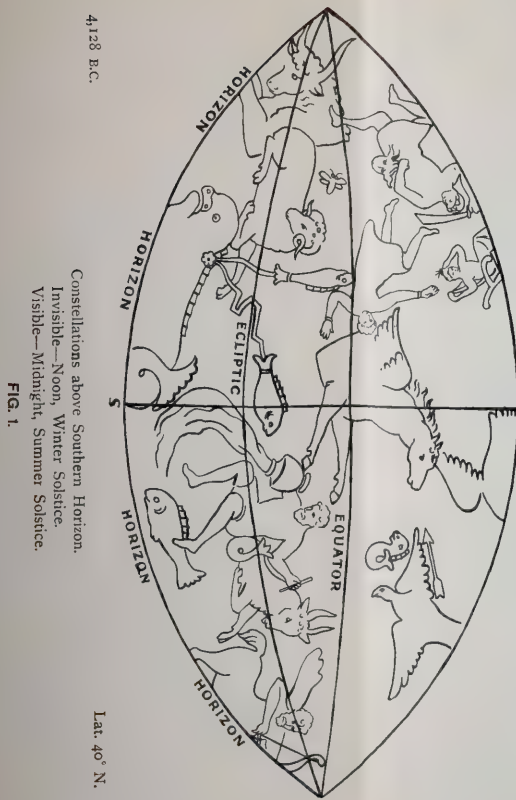 4,128 B.C.
Lat. 40° N.
HORIZON
HORIZON
HORIZON
HORIZON
ECLIPTIC
EQUATOR
S
Constellations above Southern Horizon.
Invisible—Noon, Winter Solstice.
Visible—Midnight, Summer Solstice.
FIG. 1.